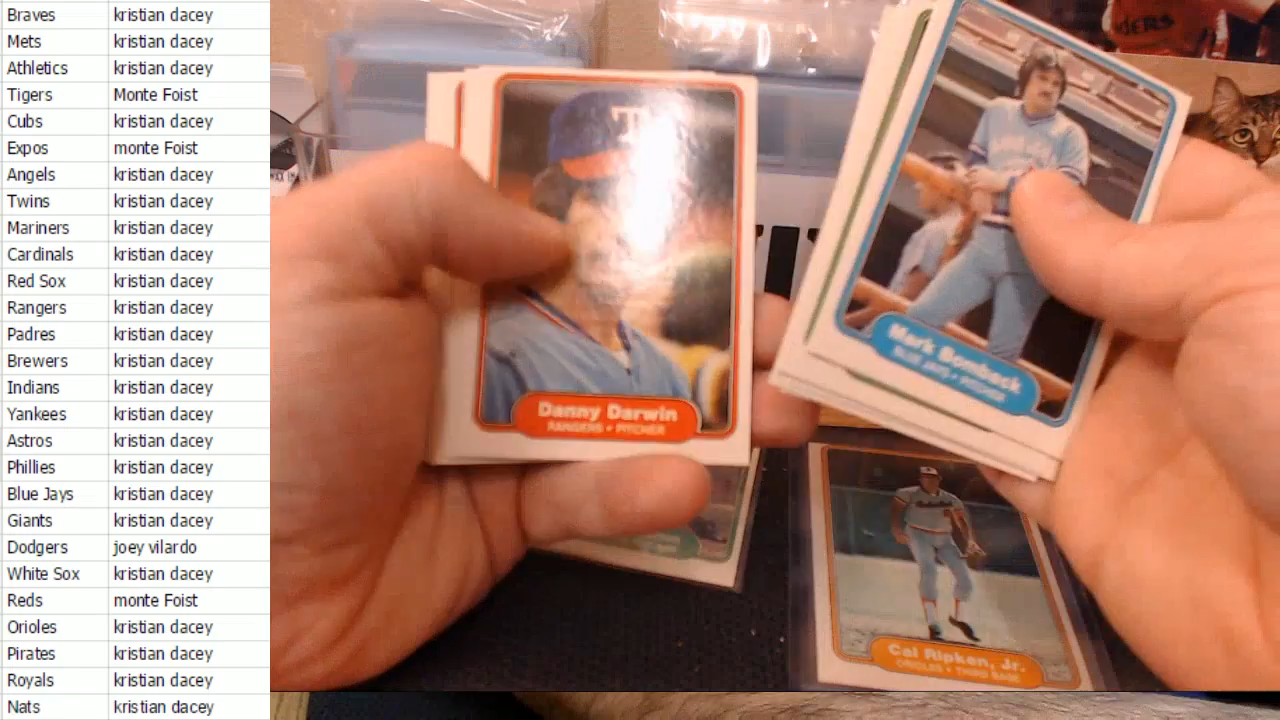 Braves kristian dacey
Mets kristian dacey
Athletics kristian dacey
Tigers Monte Foist
Cubs kristian dacey
Expos monte Foist
Angels kristian dacey
Twins kristian dacey
Mariners kristian dacey
Cardinals kristian dacey
Red Sox kristian dacey
Rangers kristian dacey
Padres kristian dacey
Brewers kristian dacey
Indians kristian dacey
Yankees kristian dacey
Astros kristian dacey
Phillies kristian dacey
Blue Jays kristian dacey
Giants kristian dacey
Dodgers joey vilardo
White Sox kristian dacey
Reds monte Foist
Orioles kristian dacey
Pirates kristian dacey
Royals kristian dacey
Nats kristian dacey
T
Danny Darwin
RANGERS • PITCHER
Mark Bomback
BLUE JAYS • PITCHER
Cal Ripken, Jr.
ORIOLES • THIRD BASE